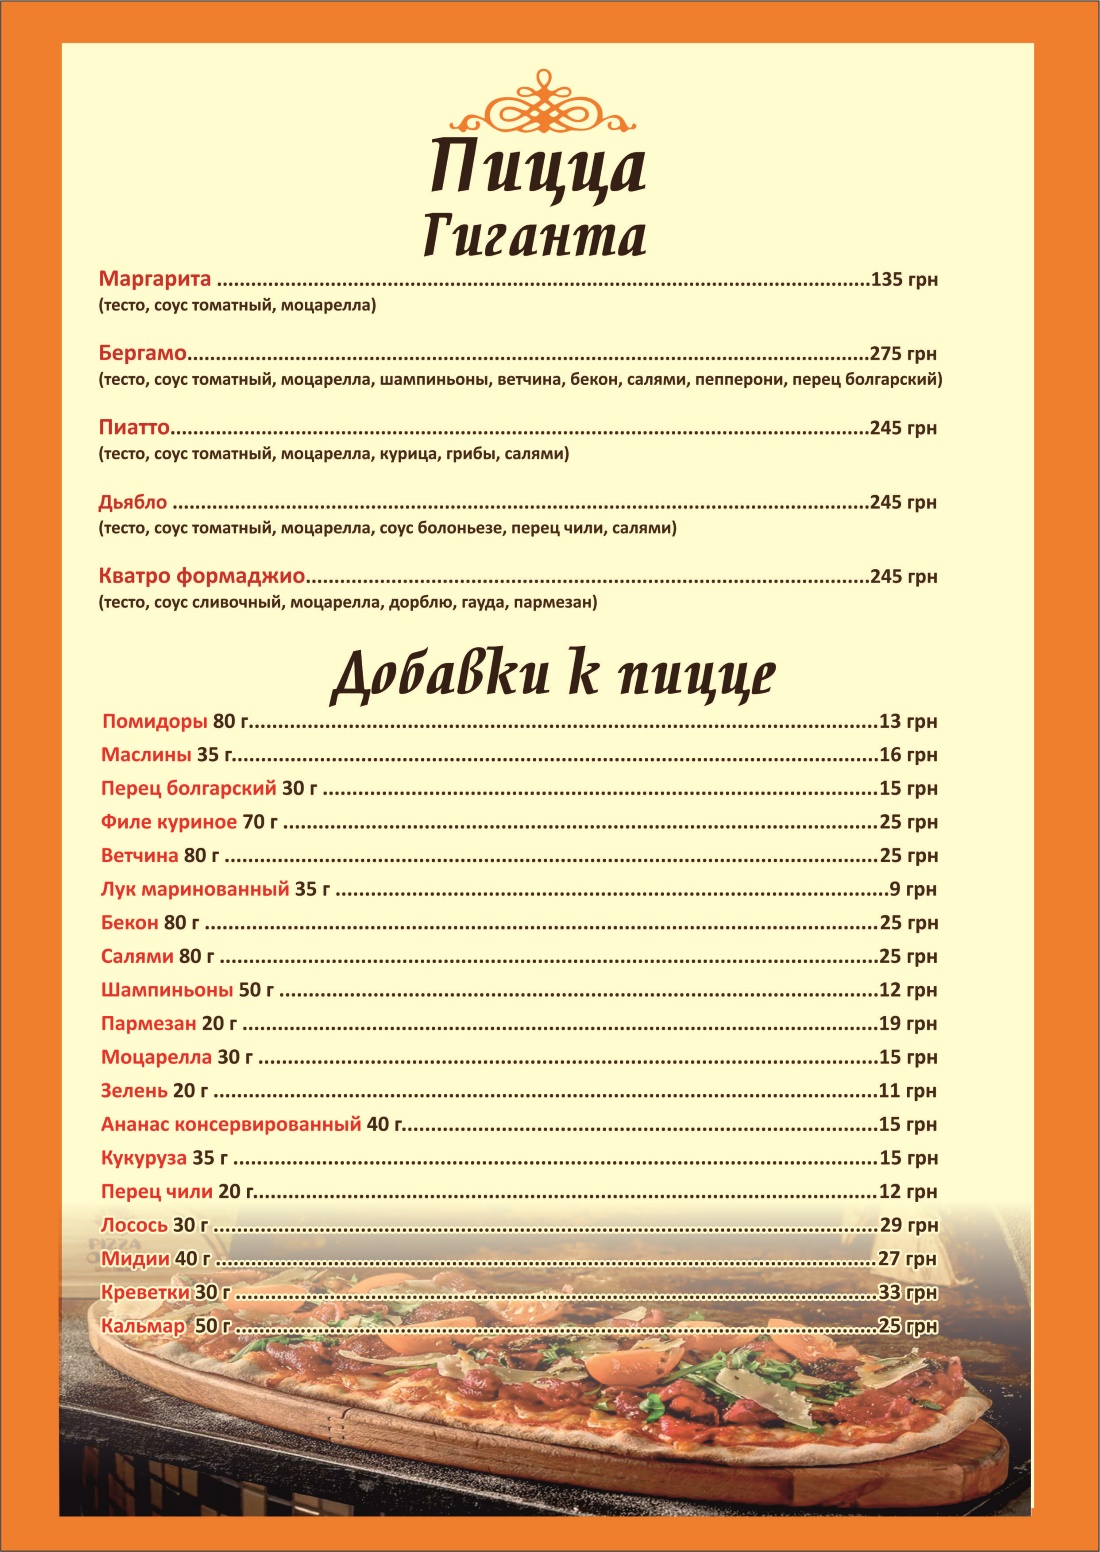 Пицца
Гиганта
Маргарита ........................135 грн
(тесто, соус томатный, моцарелла)
Бергамо........................275 грн
(тесто, соус томатный, моцарелла, шампиньоны, ветчина, бекон, салями, пепперони, перец болгарский)
Пиатто........................245 грн
(тесто, соус томатный, моцарелла, курица, грибы, салями)
Дьябло ........................245 грн
(тесто, соус томатный, моцарелла, соус болоньезе, перец чили, салями)
Кватро формаджио........................245 грн
(тесто, соус сливочный, моцарелла, дорблю, гауда, пармезан)
Добавки к пицце
Помидоры 80 г........................13 грн
Маслины 35 г........................16 грн
Перец болгарский 30 г ........................15 грн
Филе куриное 70 г ........................25 грн
Ветчина 80 г ........................25 грн
Лук маринованный 35 г ........................9 грн
Бекон 80 г ........................25 грн
Салями 80 г ........................25 грн
Шампиньоны 50 г ........................12 грн
Пармезан 20 г ........................19 грн
Моцарелла 30 г ........................15 грн
Зелень 20 г ........................11 грн
Ананас консервированный 40 г........................15 грн
Кукуруза 35 г ........................15 грн
Перец чили 20 г........................12 грн
Лосось 30 г ........................29 грн
PIZZA
Мидии 40 г ........................27 грн
Креветки 30 г ........................33 грн
Кальмар 50 г ........................25 грн